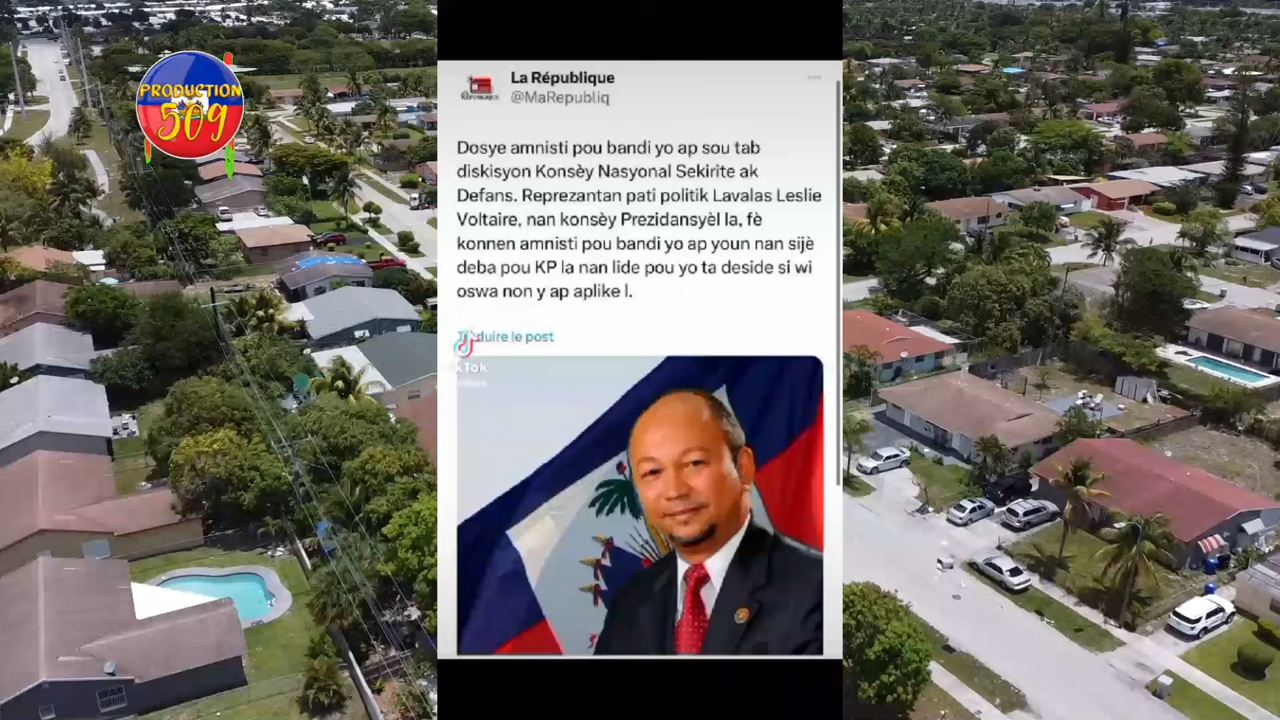 PRODUCTION
509
La République
@MaRepubliq
Dosye amnisti pou bandi yo ap sou tab
diskisyon Konsèy Nasyonal Sekirite ak
Defans. Reprezantan pati politik Lavalas Leslie
Voltaire, nan konsèy Prezidansyèl la, fè
konnen amnisti pou bandi yo ap youn nan sijè
deba pou KP la nan lide pou yo ta deside si wi
oswa non y ap aplike l.
duire le post
kTok